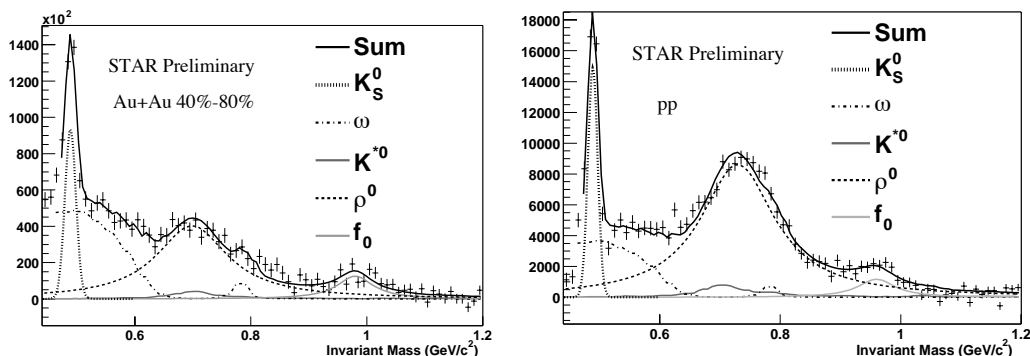 ×10²
1400
1200
1000
800
600
400
200
0
0.6
0.8
1
1.2
Invariant Mass (GeV/c²)
STAR Preliminary
Au+Au 40%-80%
Sum
K⁰_S
ω
K*⁰
ρ⁰
f₀
18000
16000
14000
12000
10000
8000
6000
4000
2000
0
0.6
0.8
1
1.2
Invariant Mass (GeV/c²)
STAR Preliminary
pp
Sum
K⁰_S
ω
K*⁰
ρ⁰
f₀